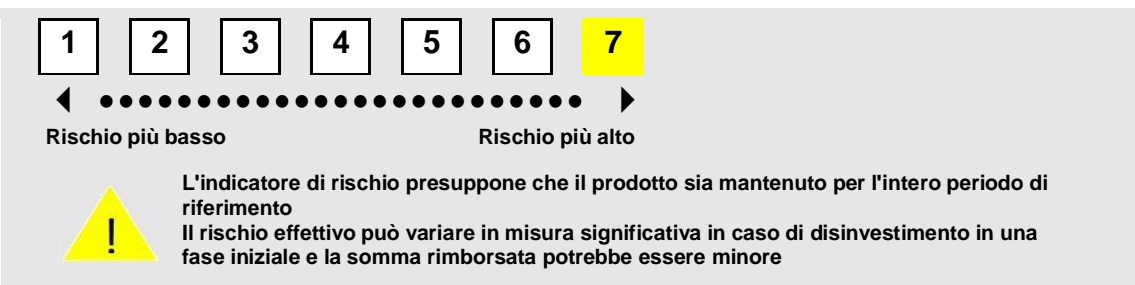 1 2 3 4 5 6 7
Rischio più basso Rischio più alto
L'indicatore di rischio presuppone che il prodotto sia mantenuto per l'intero periodo di
riferimento
Il rischio effettivo può variare in misura significativa in caso di disinvestimento in una
fase iniziale e la somma rimborsata potrebbe essere minore
!